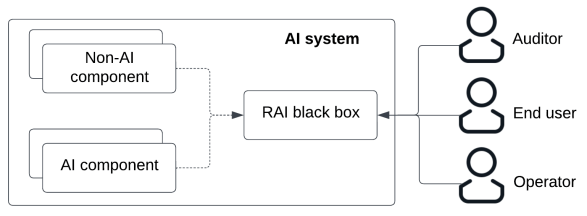 AI system
Non-AI
component
RAI black box
AI component
Auditor
End user
Operator